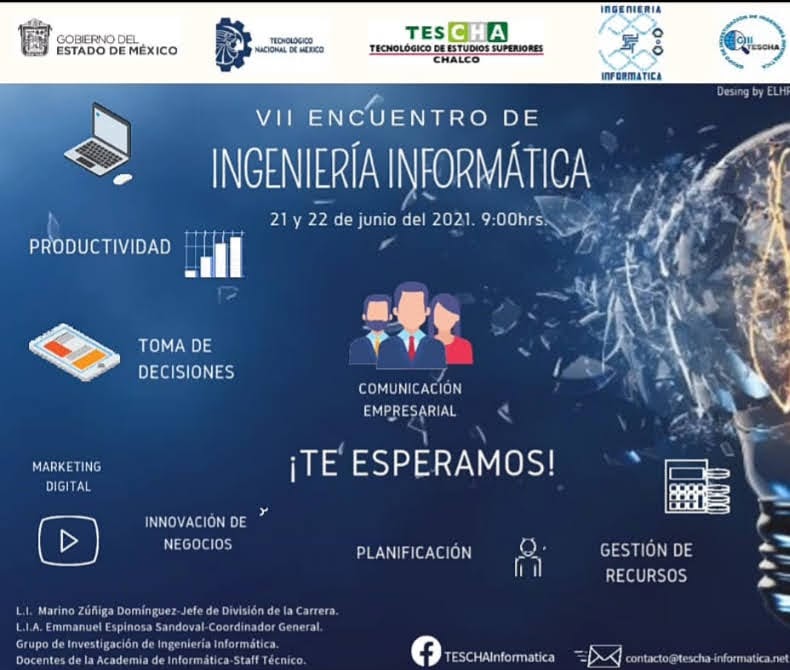 GOBIERNO DEL
ESTADO DE MÉXICO
TECNOLÓGICO
NACIONAL DE MÉXICO
TESCHA
TECNOLÓGICO DE ESTUDIOS SUPERIORES
CHALCO
INGENIERIA
INFORMATICA
TESCHA
Desing by ELHR
VII ENCUENTRO DE
INGENIERÍA INFORMÁTICA
21 y 22 de junio del 2021. 9:00hrs.
PRODUCTIVIDAD
TOMA DE
DECISIONES
COMUNICACIÓN
EMPRESARIAL
¡TE ESPERAMOS!
MARKETING
DIGITAL
INNOVACIÓN DE
NEGOCIOS
PLANIFICACIÓN
GESTIÓN DE
RECURSOS
L.I. Marino Zúñiga Domínguez-Jefe de División de la Carrera.
L.I.A. Emmanuel Espinosa Sandoval-Coordinador General.
Grupo de Investigación de Ingeniería Informática.
Docentes de la Academia de Informática-Staff Técnico.
TESCHAInformatica
contacto@tescha-informatica.net